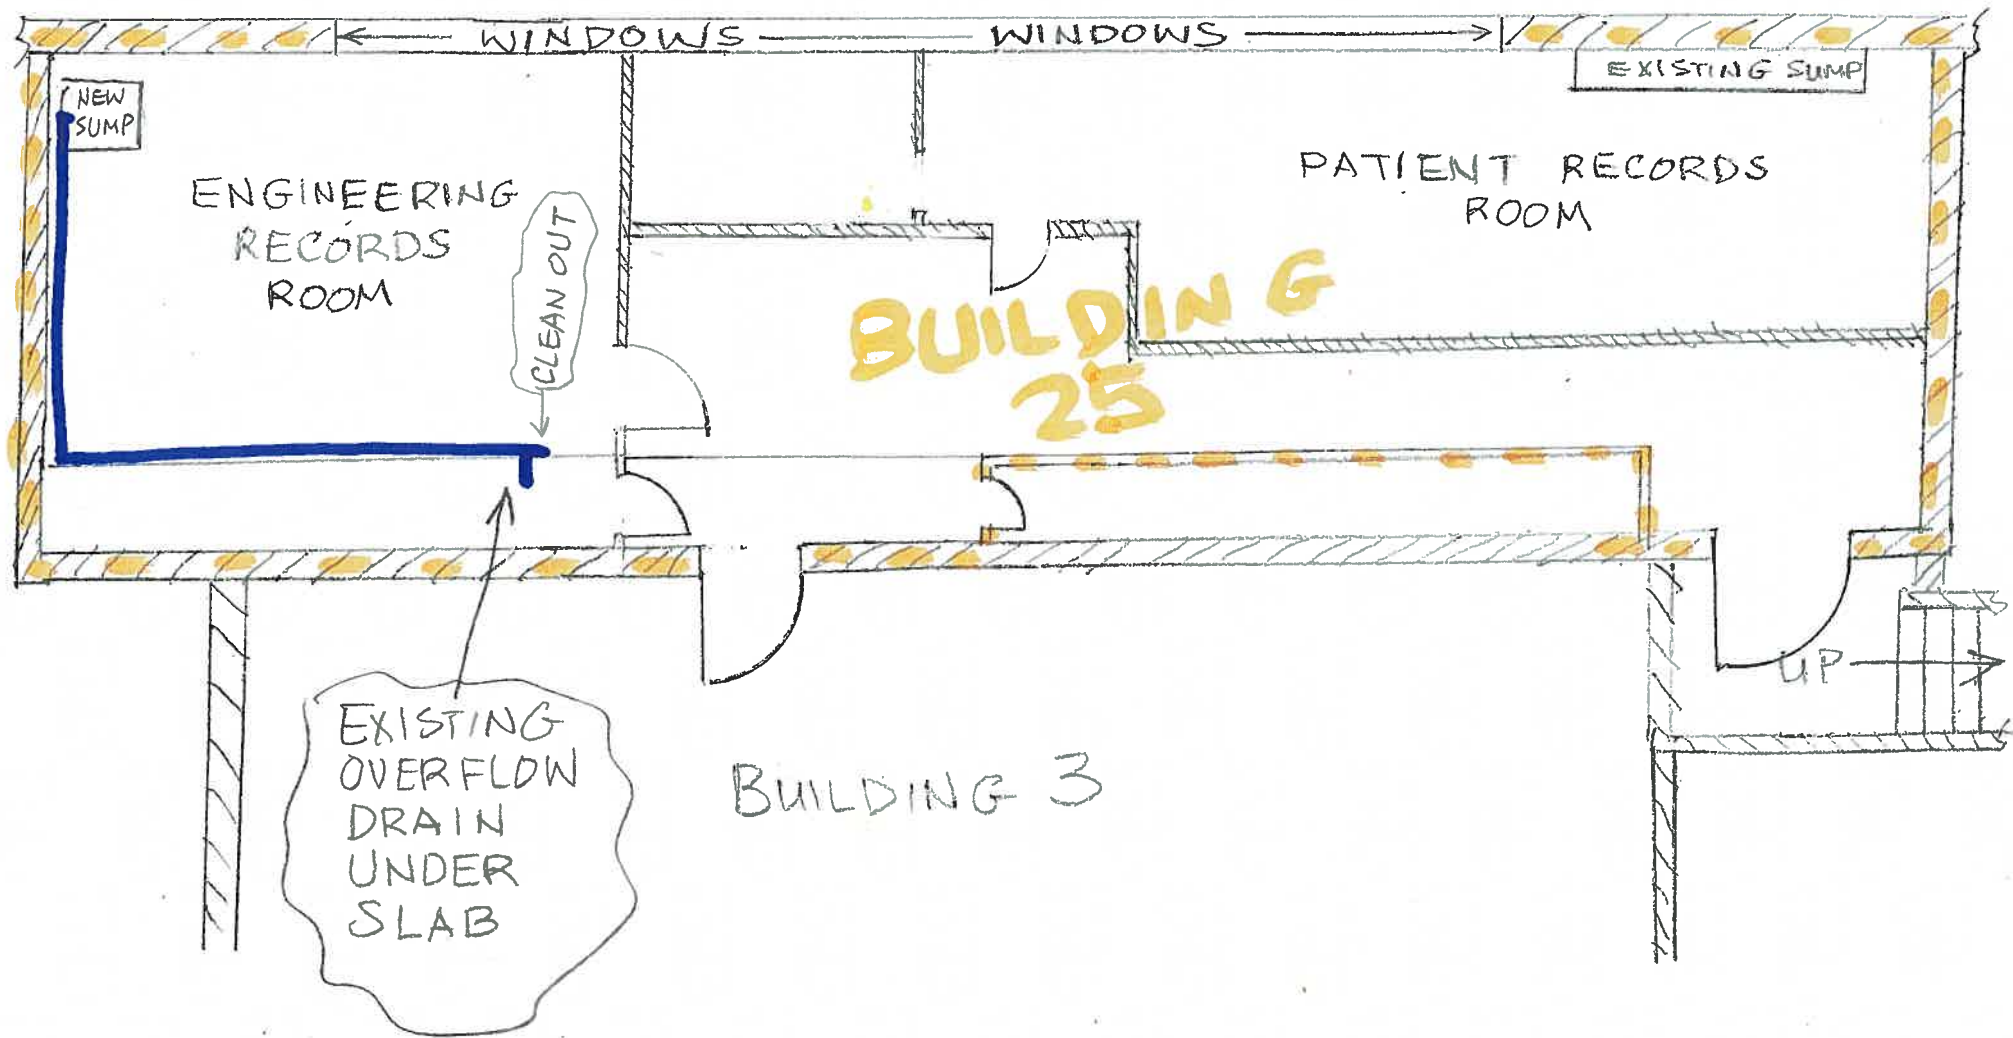 WINDOWS WINDOWS
NEW
SUMP
EXISTING SUMP
ENGINEERING
RECORDS
ROOM
CLEAN OUT
PATIENT RECORDS
ROOM
BUILDING
25
EXISTING
OVERFLOW
DRAIN
UNDER
SLAB
BUILDING 3
UP